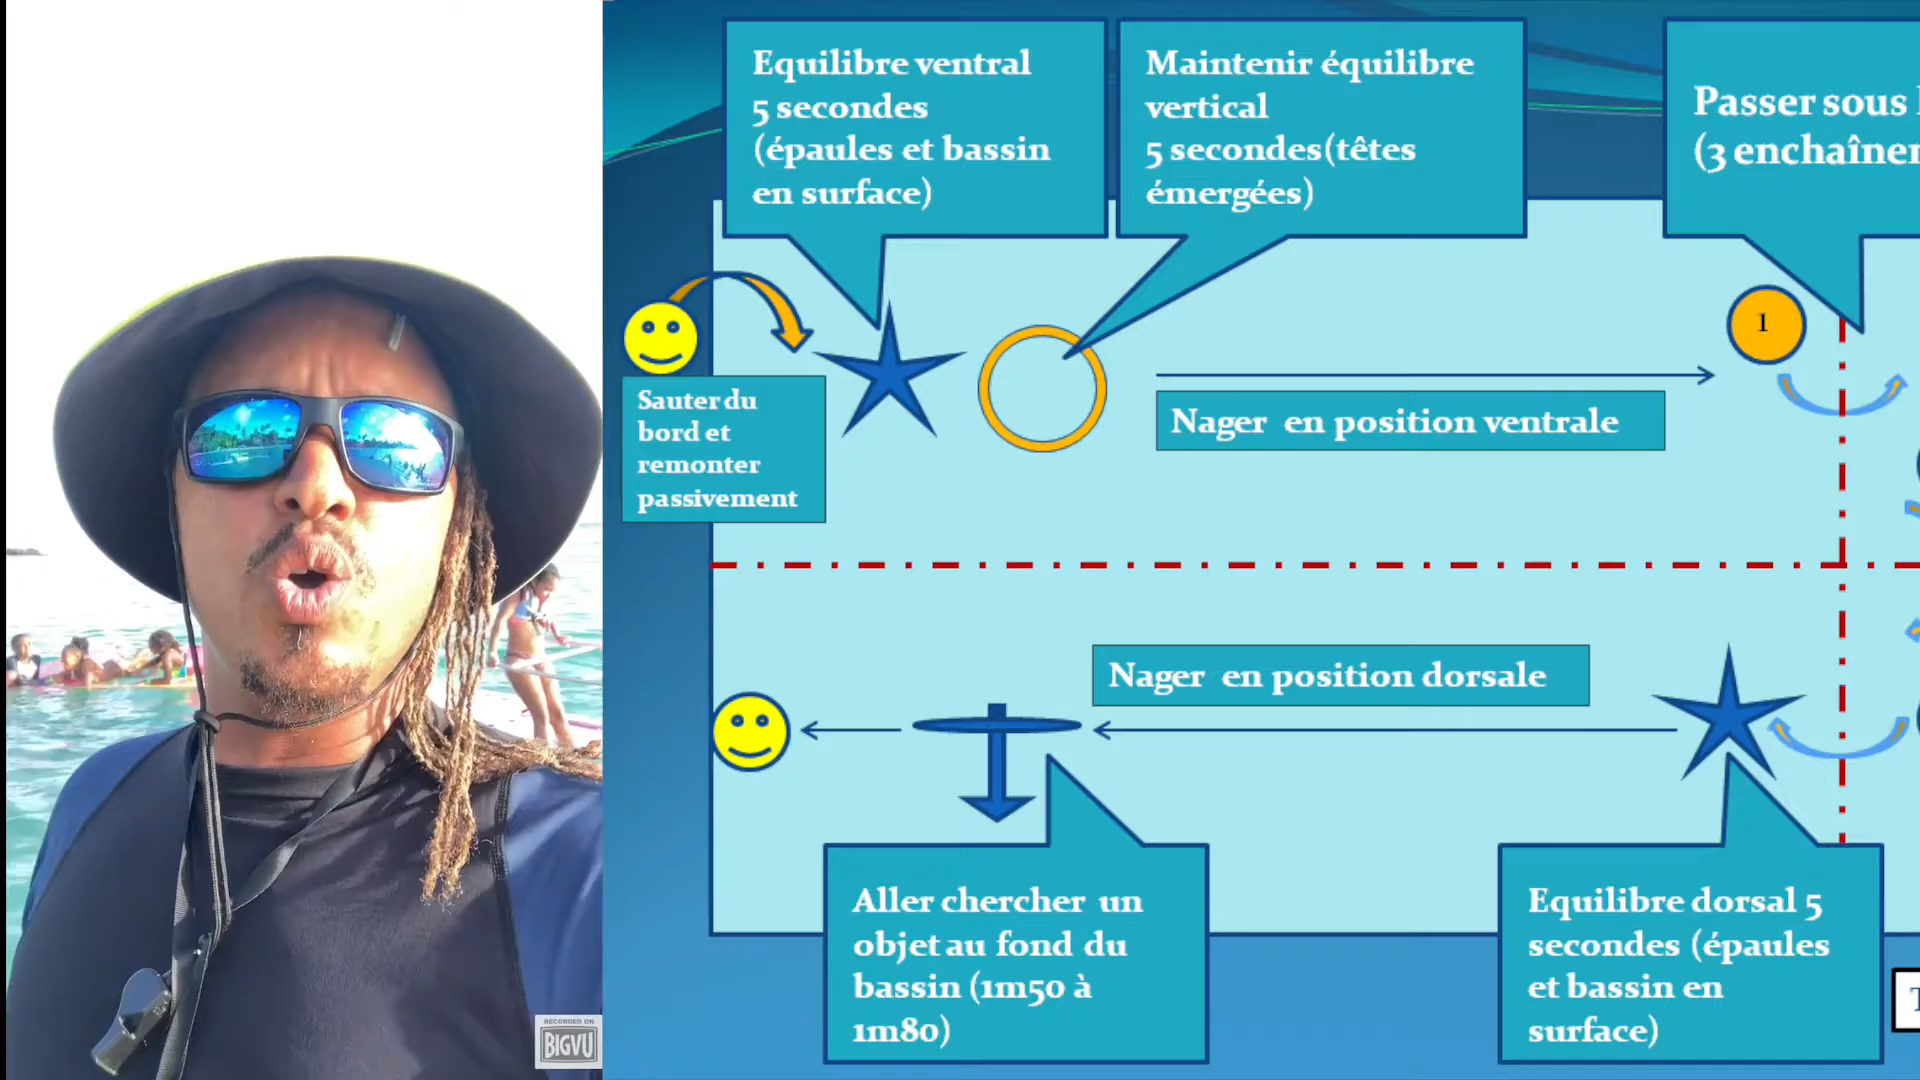 Equilibre ventral
5 secondes
(épaules et bassin
en surface)
Maintenir équilibre
vertical
5 secondes(têtes
émergées)
Passer sous
(3
Sauter du
bord et
remonter
passivement
1
Nager en position ventrale
Nager en position dorsale
Aller chercher un
objet au fond du
bassin (1m50 à
1m80)
Equilibre dorsal 5
secondes (épaules
et bassin en
surface)
RECORDED ON
BIGVU